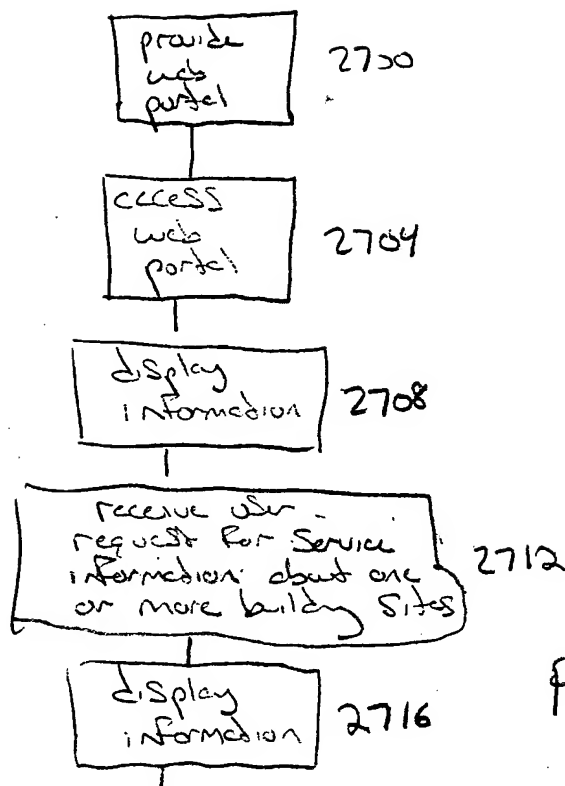 provide
web
portal
2700
access
web
portal
2704
display
information
2708
receive user
request for Service
information about one
or more building Sites
2712
display
information
2716
F